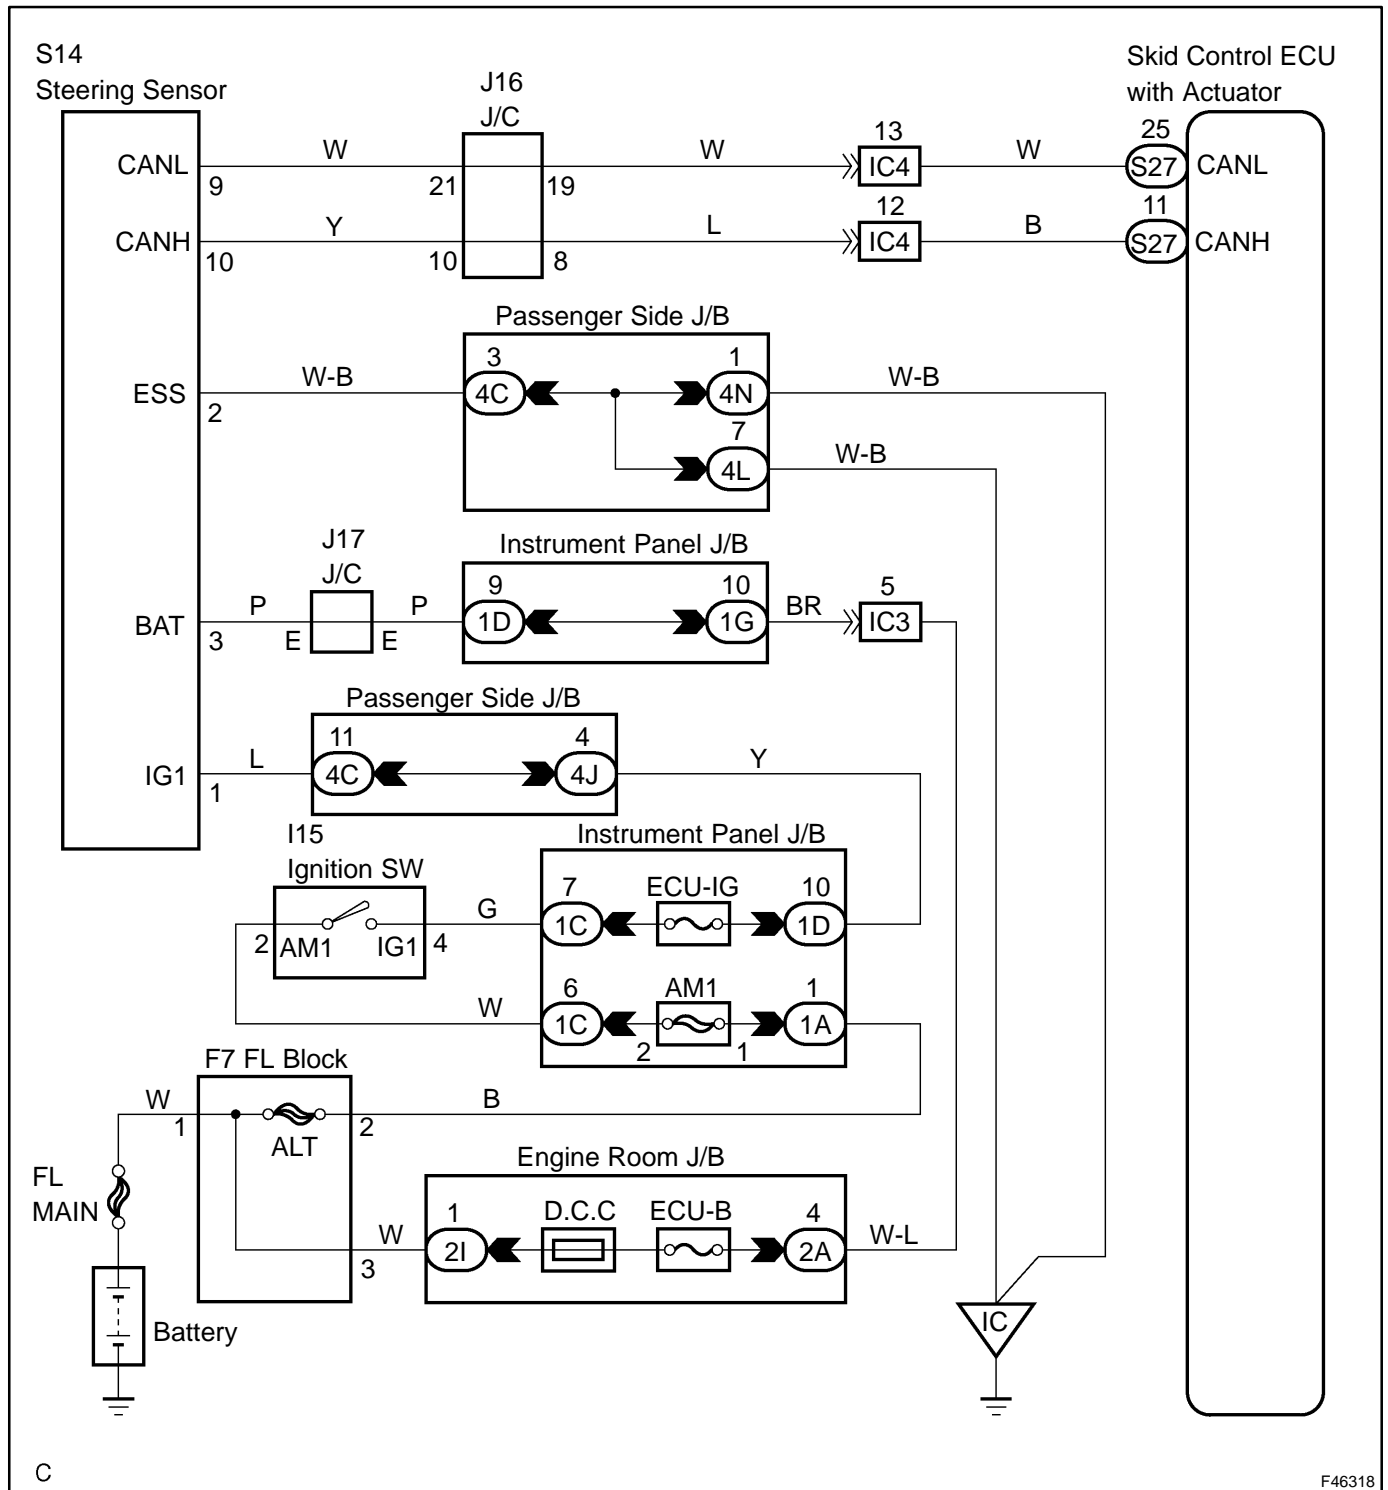 S14
Steering Sensor
J16
J/C
Skid Control ECU
with Actuator
CANL
9
W
21
19
W
13
IC4
W
25
S27
CANL
CANH
10
Y
10
8
L
12
IC4
B
11
S27
CANH
Passenger Side J/B
ESS
2
W-B
3
4C
1
4N
W-B
7
4L
W-B
J17
J/C
Instrument Panel J/B
BAT
3
P
E
E
P
9
1D
10
1G
BR
5
IC3
Passenger Side J/B
IG1
1
L
11
4C
4
4J
Y
I15
Ignition SW
Instrument Panel J/B
2
AM1
IG1
4
G
7
1C
ECU-IG
10
1D
W
6
1C
AM1
2
1
1
1A
F7 FL Block
W
1
ALT
2
B
FL
MAIN
Engine Room J/B
3
W
1
2I
D.C.C
ECU-B
4
2A
W-L
Battery
IC
C
F46318